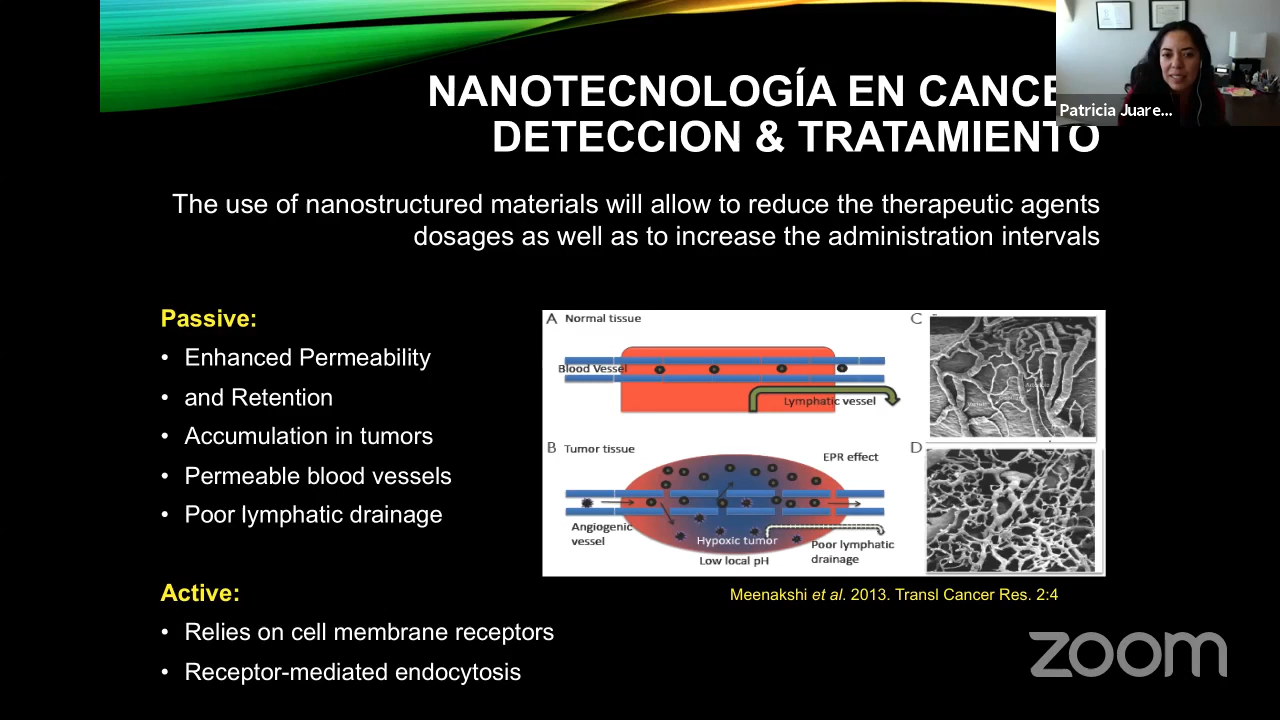 NANOTECNOLOGÍA EN CANCE
DETECCION & TRATAMIENTO
Patricia Juare...
The use of nanostructured materials will allow to reduce the therapeutic agents
dosages as well as to increase the administration intervals
Passive:
• Enhanced Permeability
• and Retention
• Accumulation in tumors
• Permeable blood vessels
• Poor lymphatic drainage
Active:
• Relies on cell membrane receptors
• Receptor-mediated endocytosis
A Normal tissue
Blood Vessel
Lymphatic vessel
B Tumor tissue
EPR effect
Angiogenic
vessel
Hypoxic tumor
Low local pH
Poor lymphatic
drainage
C
D
Meenakshi et al. 2013. Transl Cancer Res. 2:4
zoom